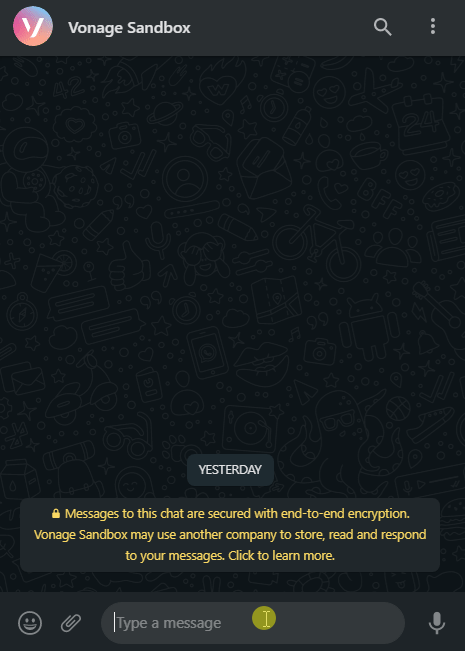 Vonage Sandbox
YESTERDAY
Messages to this chat are secured with end-to-end encryption.
Vonage Sandbox may use another company to store, read and respond
to your messages. Click to learn more.
Type a message